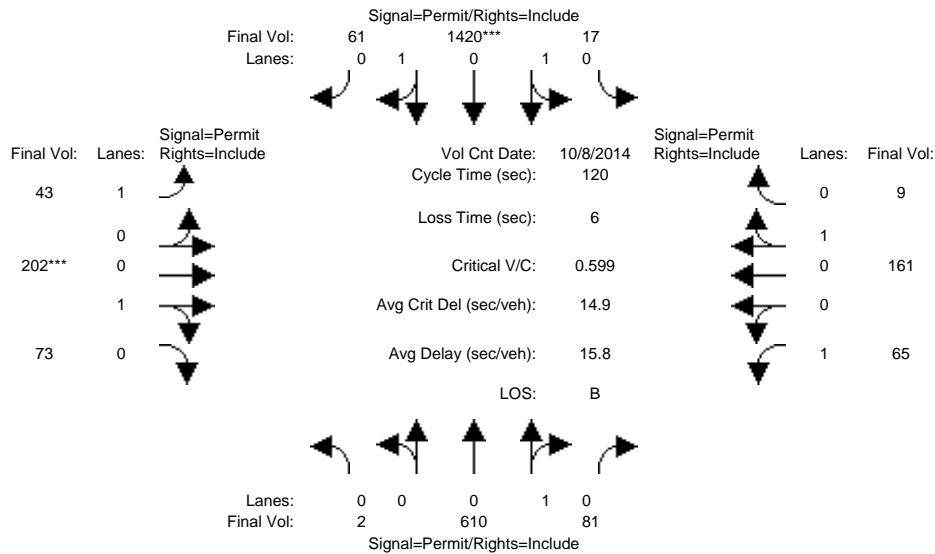 Signal=Permit/Rights=Include
Final Vol: 61 1420*** 17
Lanes: 0 1 0 1 0
Signal=Permit Signal=Permit
Final Vol: Lanes: Rights=Include Vol Cnt Date: 10/8/2014 Rights=Include Lanes: Final Vol:
Cycle Time (sec): 120
43 1 0 9
Loss Time (sec): 6
0 1
202*** 0 Critical V/C: 0.599 0 161
1 Avg Crit Del (sec/veh): 14.9 0
73 0 Avg Delay (sec/veh): 15.8 1 65
LOS: B
Lanes: 0 0 0 1 0
Final Vol: 2 610 81
Signal=Permit/Rights=Include